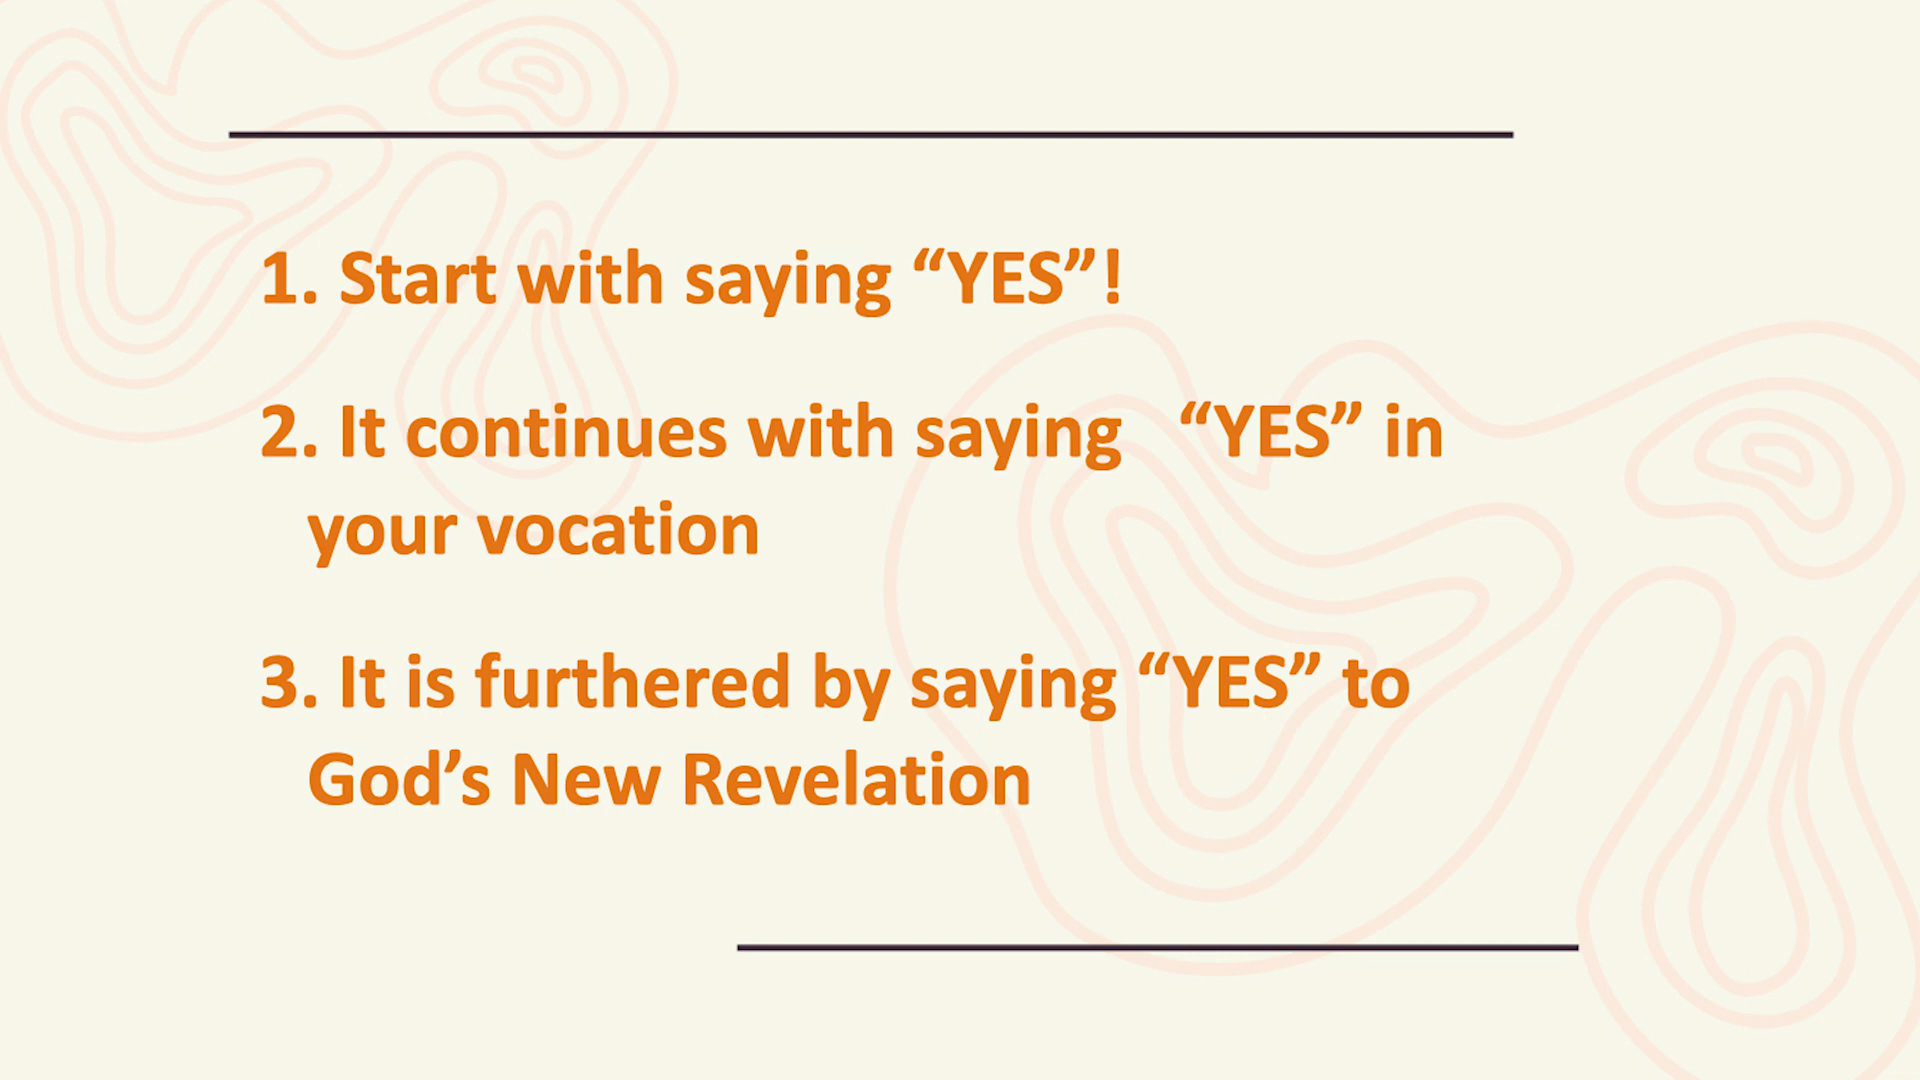 1. Start with saying “YES”!
2. It continues with saying “YES” in
your vocation
3. It is furthered by saying “YES” to
God’s New Revelation